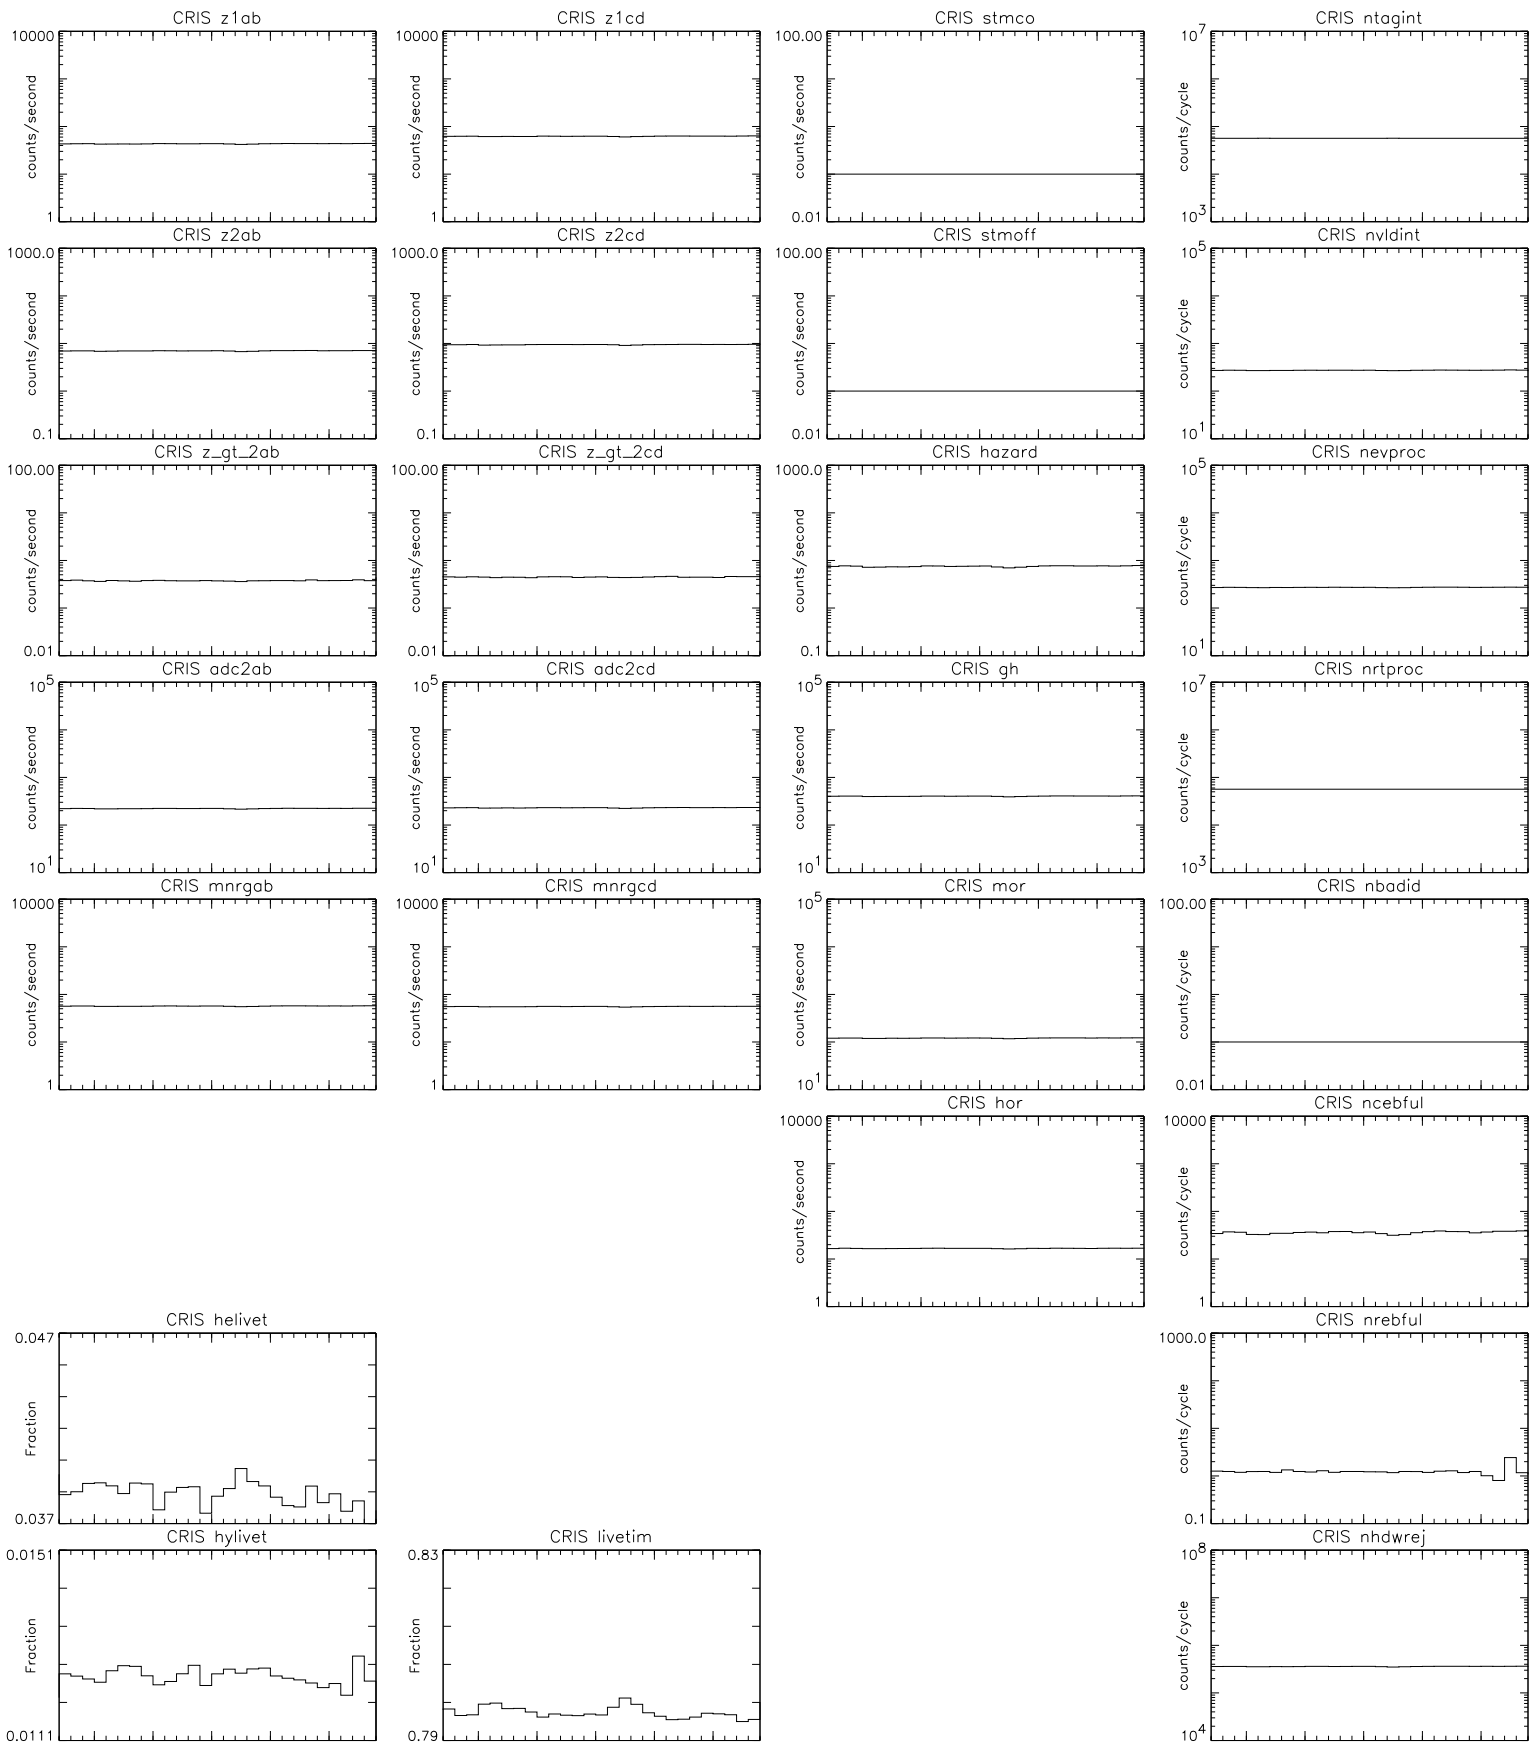 CRIS z1ab
10000
counts/second
1
CRIS z1cd
10000
counts/second
1
CRIS stmco
100.00
counts/second
0.01
CRIS ntagint
10^7
counts/cycle
10^3
CRIS z2ab
1000.0
counts/second
0.1
CRIS z2cd
1000.0
counts/second
0.1
CRIS stmoff
100.00
counts/second
0.01
CRIS nvldint
10^5
counts/cycle
10^1
CRIS z_gt_2ab
100.00
counts/second
0.01
CRIS z_gt_2cd
100.00
counts/second
0.01
CRIS hazard
1000.0
counts/second
0.1
CRIS nevproc
10^5
counts/cycle
10^1
CRIS adc2ab
10^5
counts/second
10^1
CRIS adc2cd
10^5
counts/second
10^1
CRIS gh
10^5
counts/second
10^1
CRIS nrtproc
10^7
counts/cycle
10^3
CRIS mnrgab
10000
counts/second
1
CRIS mnrgcd
10000
counts/second
1
CRIS mor
10^5
counts/second
10^1
CRIS nbadid
100.00
counts/cycle
0.01
CRIS hor
10000
counts/second
1
CRIS ncebful
10000
counts/cycle
1
CRIS helivet
0.047
Fraction
0.037
CRIS nrebful
1000.0
counts/cycle
0.1
CRIS hylivet
0.0151
Fraction
0.0111
CRIS livetim
0.83
Fraction
0.79
CRIS nhdwrej
10^8
counts/cycle
10^4